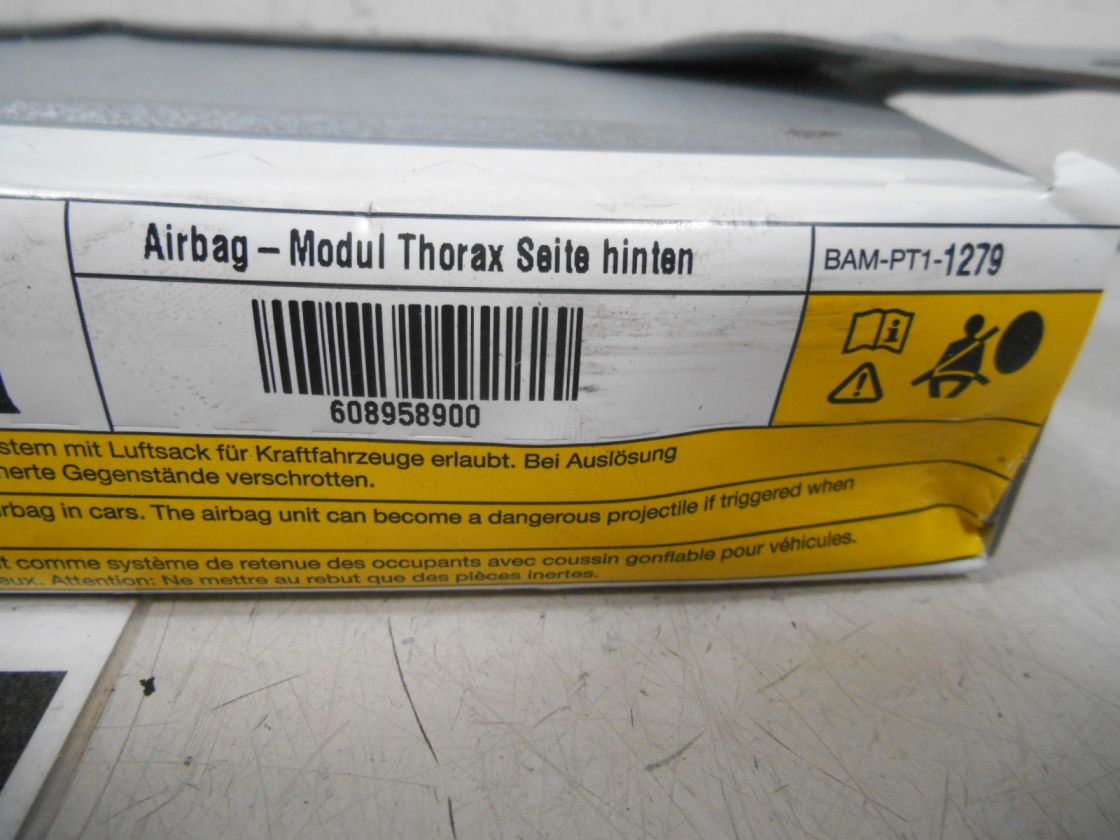 Airbag – Modul Thorax Seite hinten
BAM-PT1-1279
608958900
stem mit Luftsack für Kraftfahrzeuge erlaubt. Bei Auslösung
nerte Gegenstände verschrotten.
rbag in cars. The airbag unit can become a dangerous projectile if triggered when
t comme système de retenue des occupants avec coussin gonflable pour véhicules.
eux. Attention: Ne mettre au rebut que des pièces inertes.